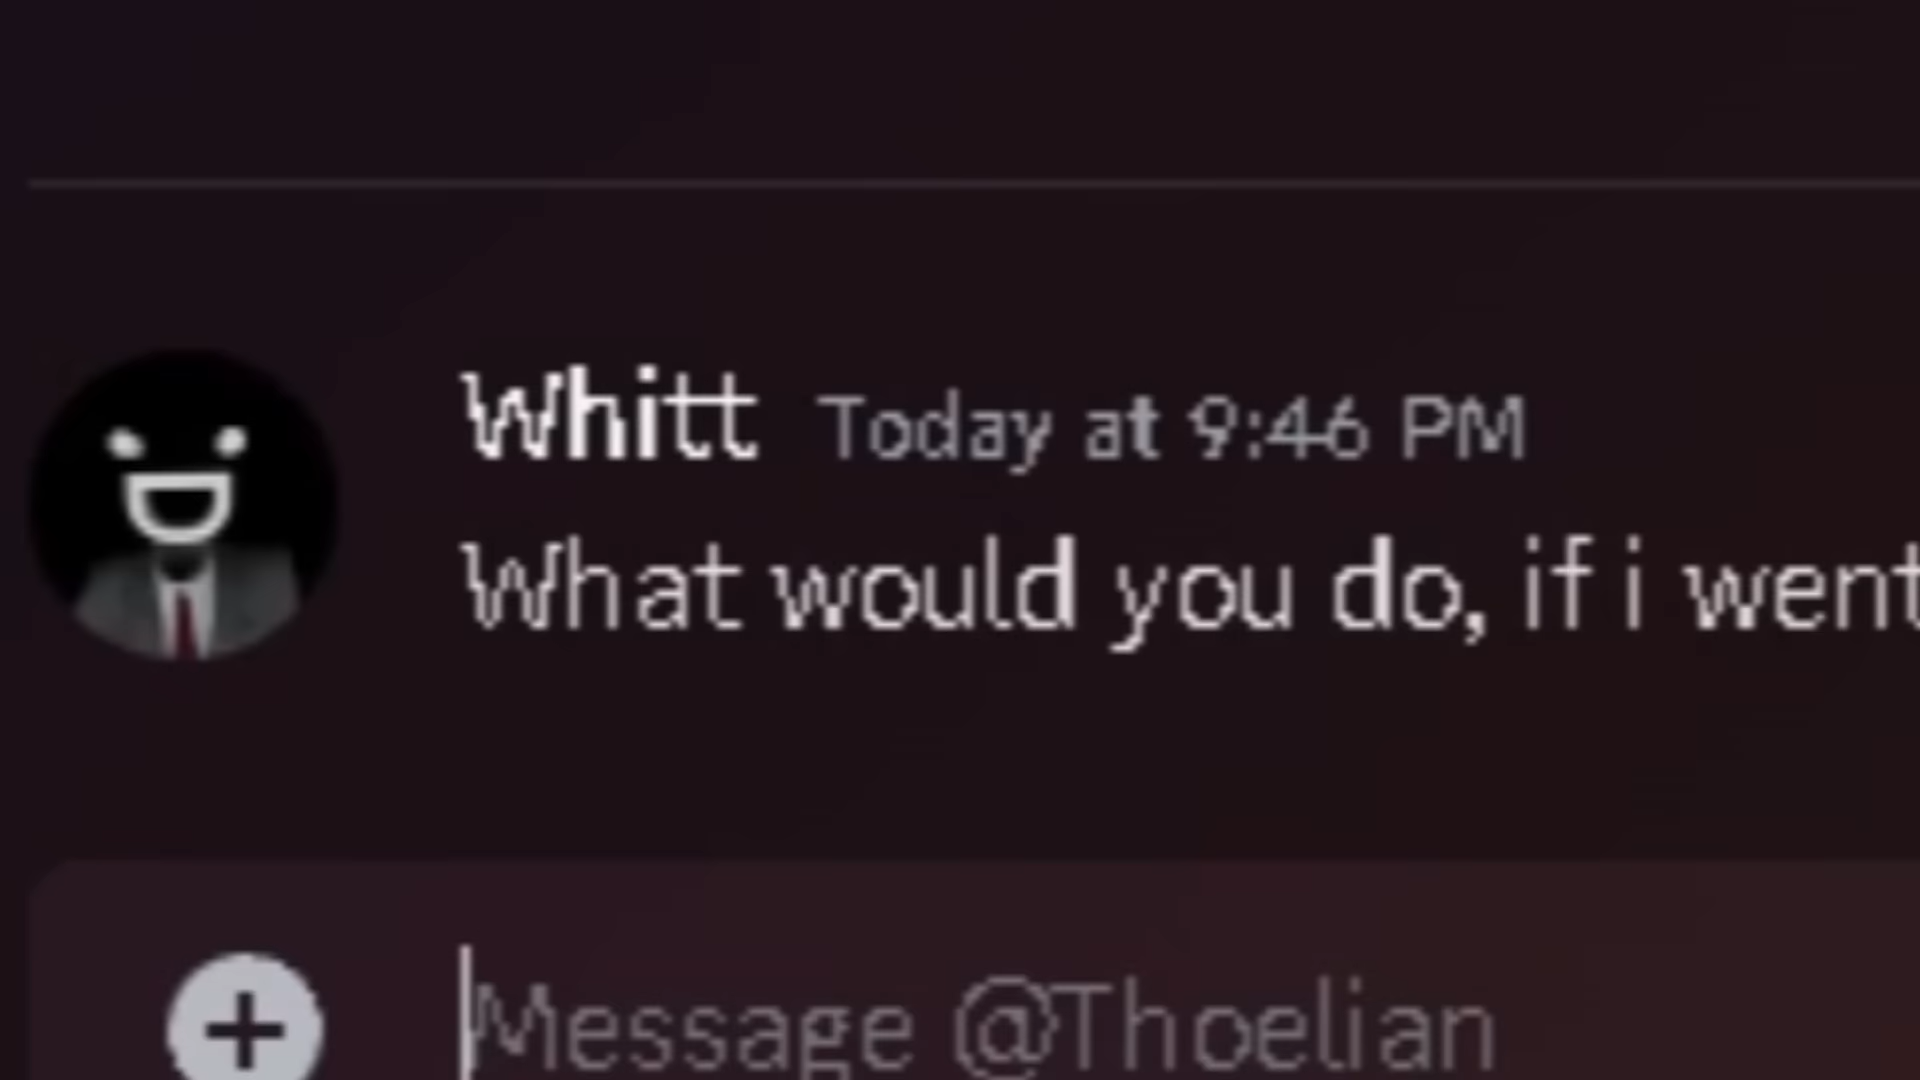 Whitt Today at 9:46 PM
What would you do, if i went
Message @Thoelian